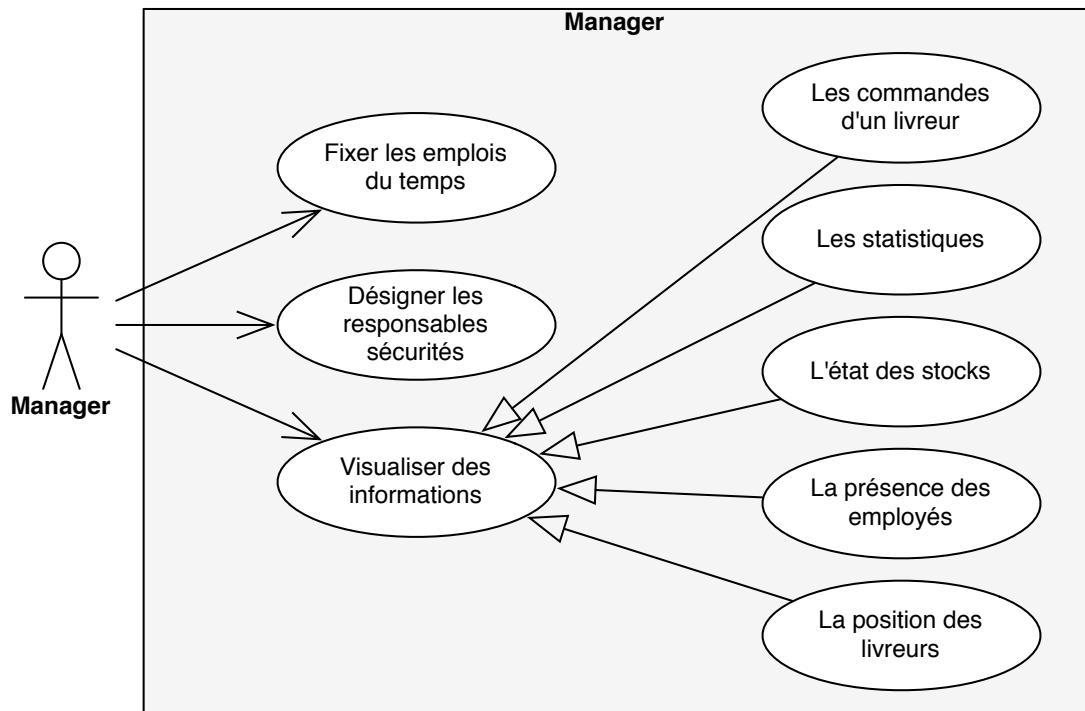 Manager
Fixer les emplois
du temps
Désigner les
responsables
sécurités
Visualiser des
informations
Manager
Les commandes
d'un livreur
Les statistiques
L'état des stocks
La présence des
employés
La position des
livreurs